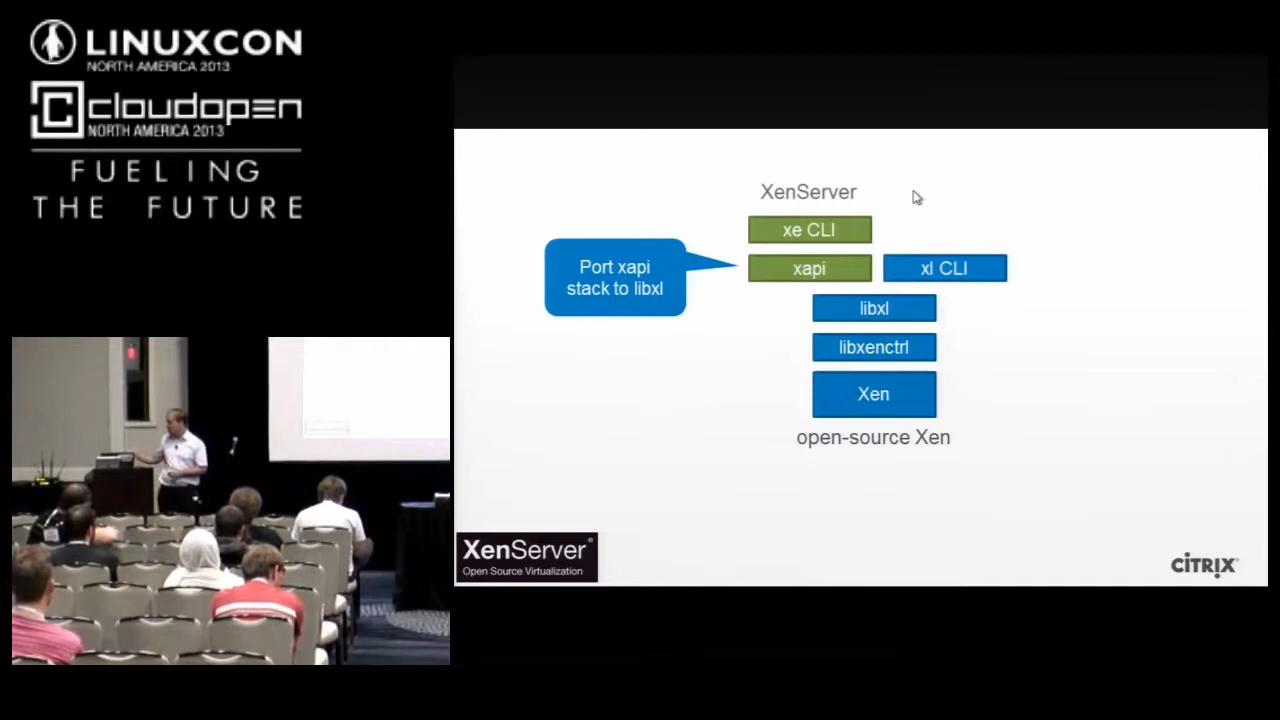 LINUXCON
NORTH AMERICA 2013
cloudopen
NORTH AMERICA 2013
FUELING
THE FUTURE
XenServer
xe CLI
Port xapi
stack to libxl
xapi
xl CLI
libxl
libxenctrl
Xen
open-source Xen
XenServer®
Open Source Virtualization
CITRIX